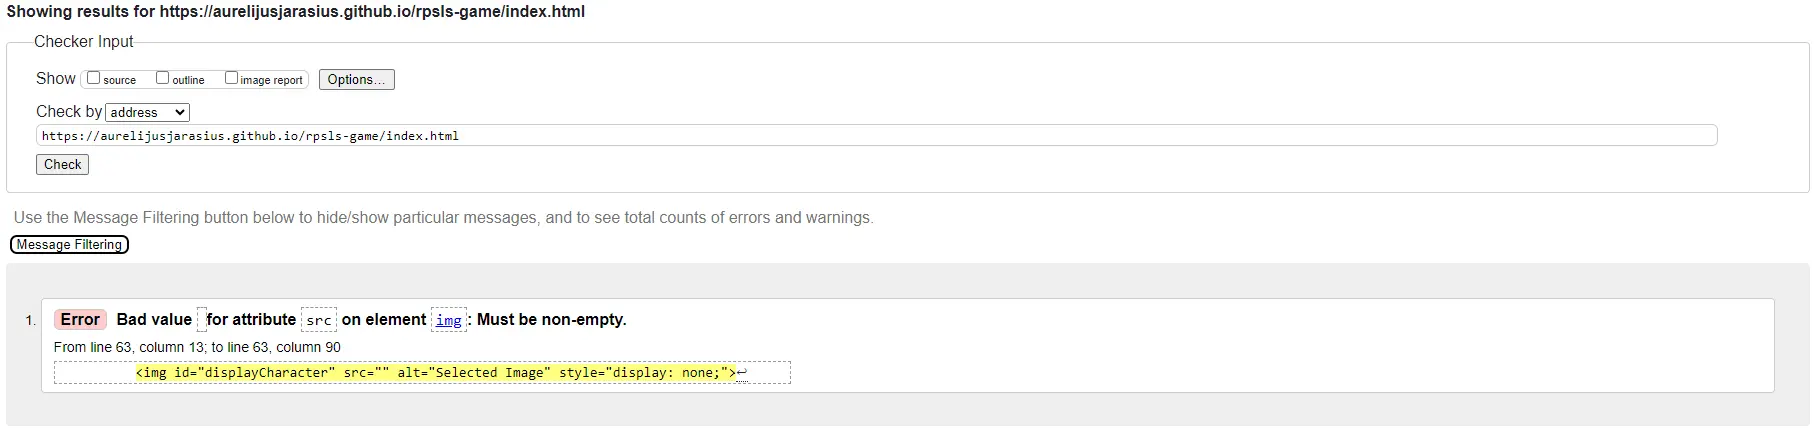 Showing results for https://aurelijusjarasius.github.io/rpsls-game/index.html
Checker Input
Show source outline image report Options...
Check by address
https://aurelijusjarasius.github.io/rpsls-game/index.html
Check
Use the Message Filtering button below to hide/show particular messages, and to see total counts of errors and warnings.
Message Filtering
1. Error Bad value for attribute src on element img: Must be non-empty.
From line 63, column 13; to line 63, column 90
<img id="displayCharacter" src="" alt="Selected Image" style="display: none;">↩